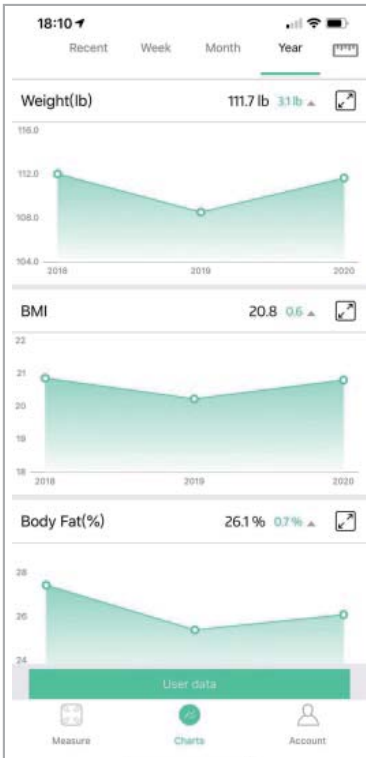 18:10
Recent Week Month Year
Weight(lb) 111.7 lb 3.1 lb
116.0
112.0
108.0
104.0
2018 2019 2020
BMI 20.8 0.6
22
21
20
19
18
2018 2019 2020
Body Fat(%) 26.1 % 0.7 %
28
26
24
User data
Measure Charts Account